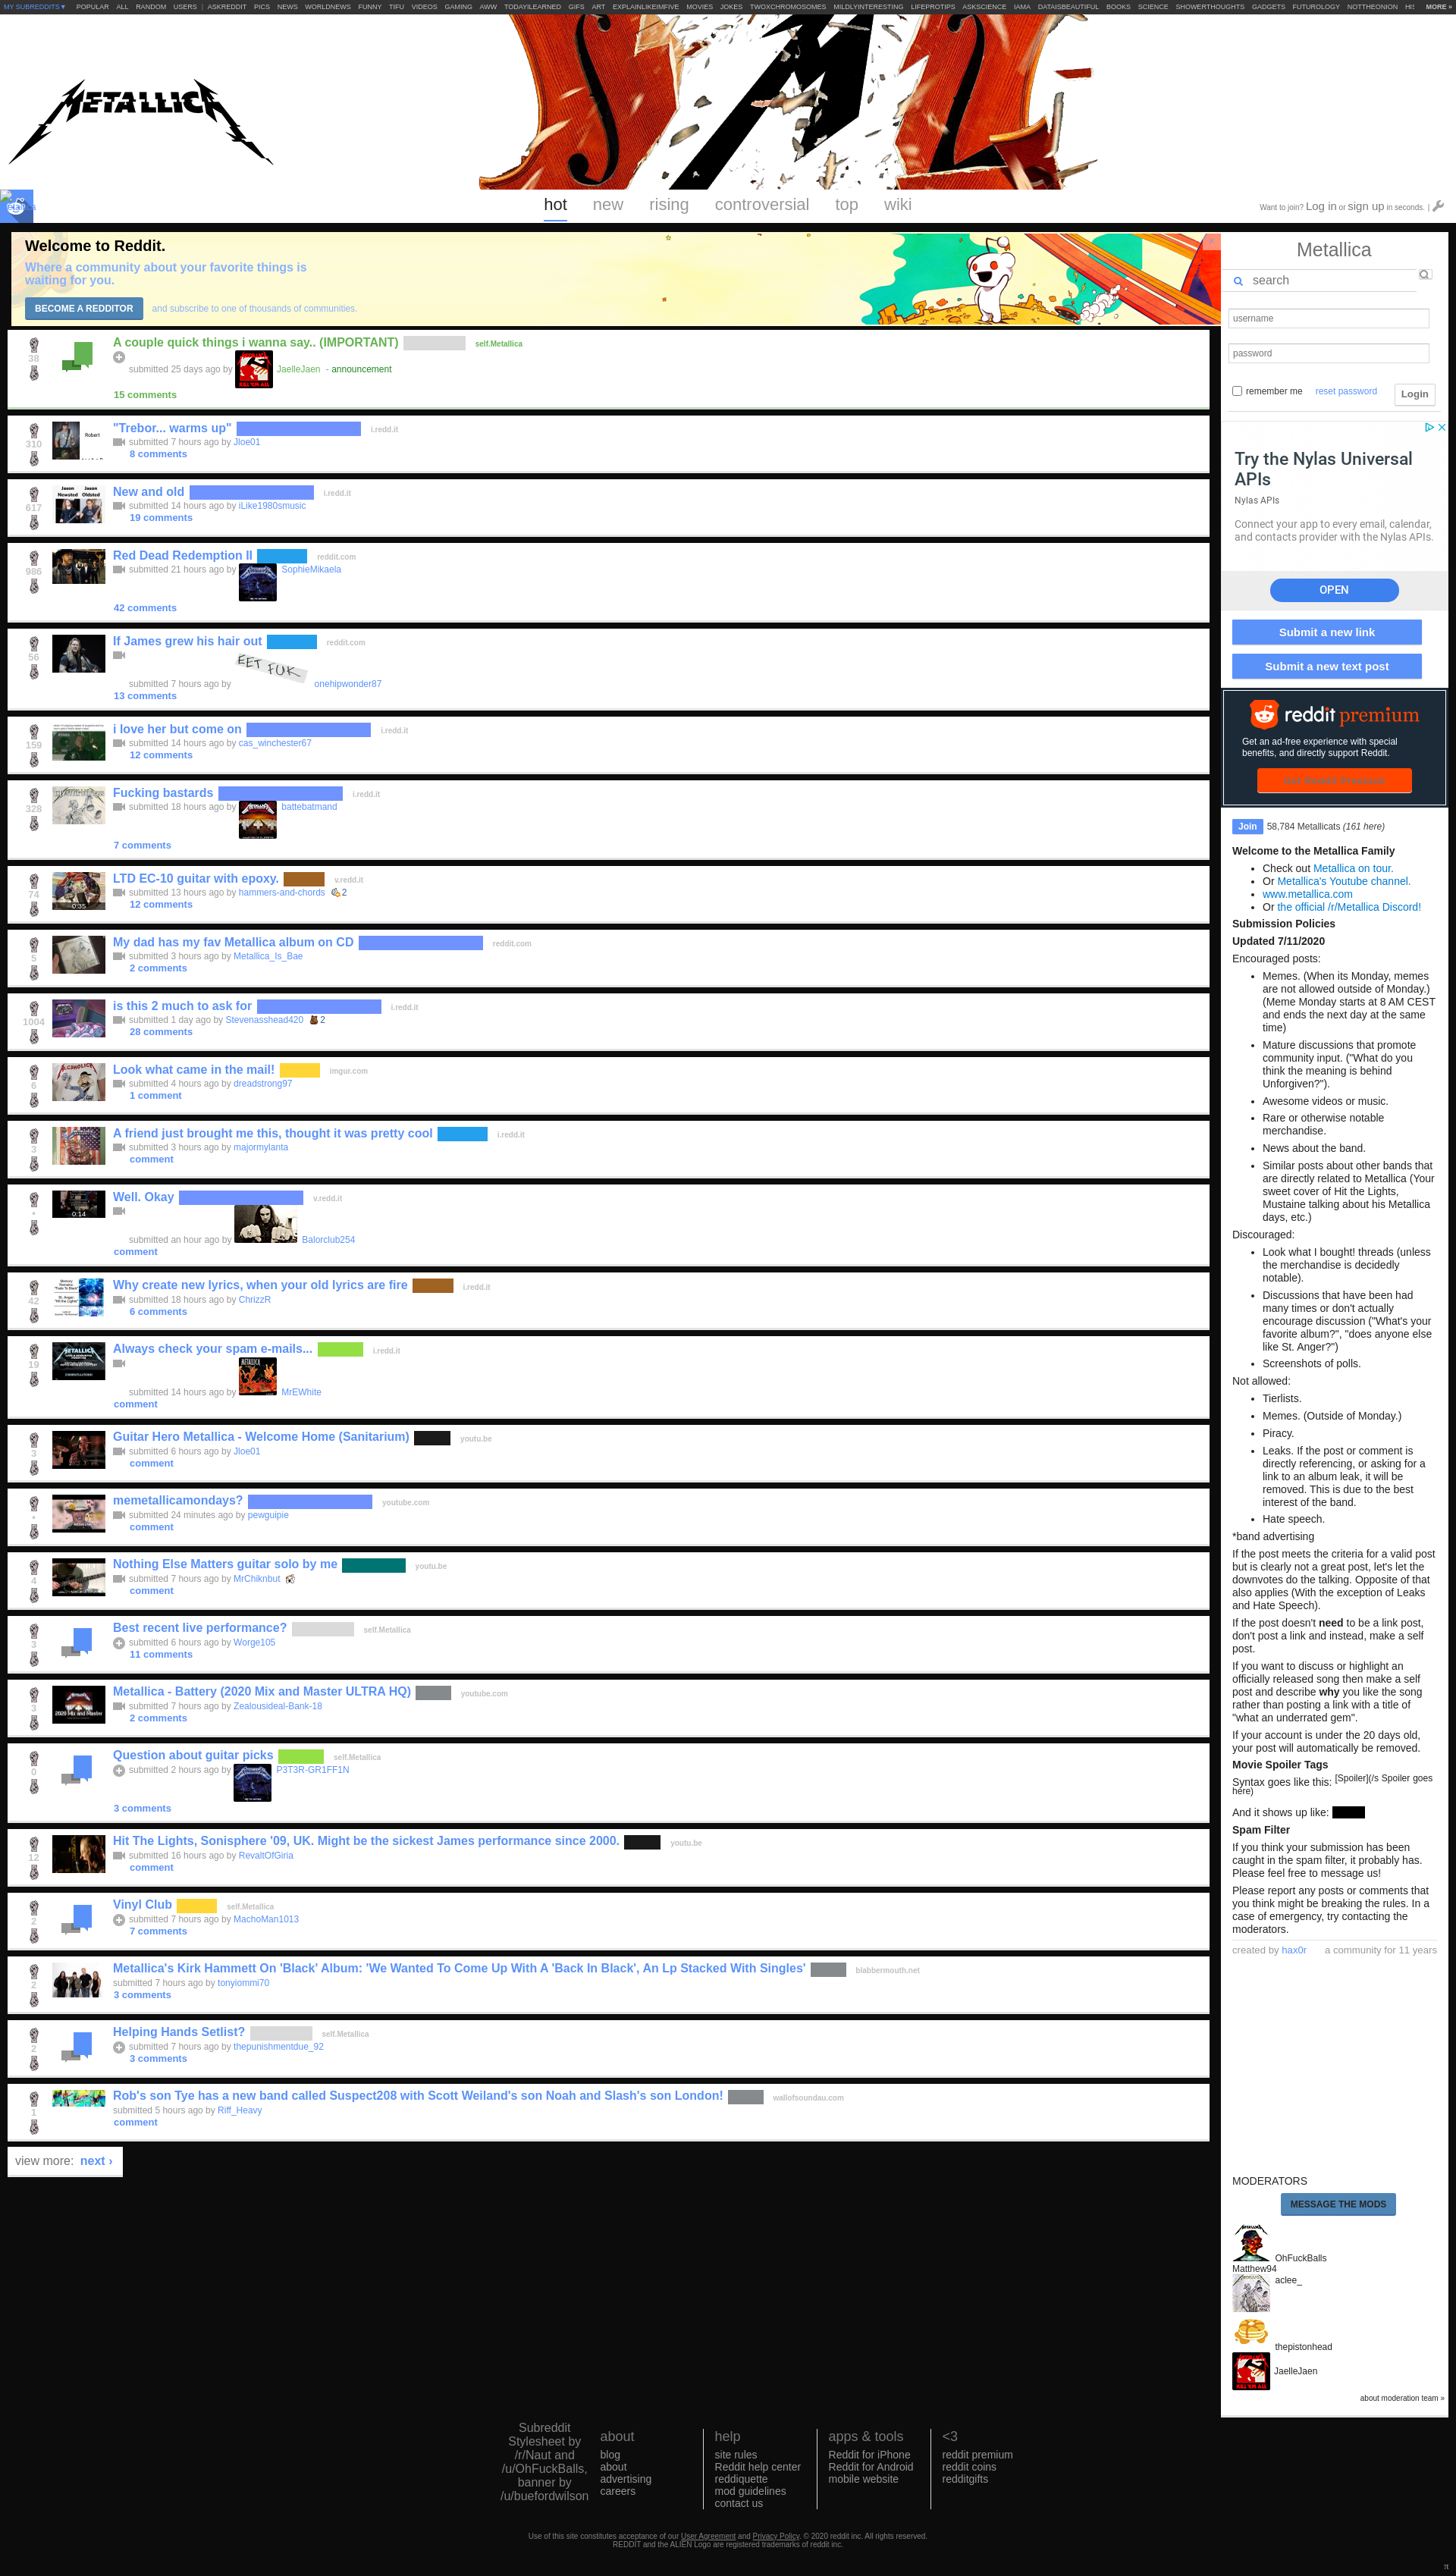 MY SUBREDDITS▼ POPULAR ALL RANDOM USERS | ASKREDDIT PICS NEWS WORLDNEWS FUNNY TIFU VIDEOS GAMING AWW TODAYILEARNED GIFS ART EXPLAINLIKEIMFIVE MOVIES JOKES TWOXCHROMOSOMES MILDLYINTERESTING LIFEPROTIPS ASKSCIENCE IAMA DATAISBEAUTIFUL BOOKS SCIENCE SHOWERTHOUGHTS GADGETS FUTUROLOGY NOTTHEONION HIS MORE »
METALLICA
S&M
hot new rising controversial top wiki
Want to join? Log in or sign up in seconds. |
Welcome to Reddit.
Where a community about your favorite things is
waiting for you.
BECOME A REDDITOR and subscribe to one of thousands of communities.
38
A couple quick things i wanna say.. (IMPORTANT) self.Metallica
submitted 25 days ago by JaelleJaen - announcement
15 comments
310
Robert
"Trebor... warms up" i.redd.it
submitted 7 hours ago by Jloe01
8 comments
617
Jason Newsted Jason Oldsted
New and old i.redd.it
submitted 14 hours ago by iLike1980smusic
19 comments
986
Red Dead Redemption II reddit.com
submitted 21 hours ago by SophieMikaela
42 comments
56
If James grew his hair out reddit.com
EET FUK
submitted 7 hours ago by onehipwonder87
13 comments
159
i love her but come on i.redd.it
submitted 14 hours ago by cas_winchester67
12 comments
328
Fucking bastards i.redd.it
submitted 18 hours ago by battebatmand
7 comments
74
0:35
LTD EC-10 guitar with epoxy. v.redd.it
submitted 13 hours ago by hammers-and-chords 2
12 comments
5
My dad has my fav Metallica album on CD reddit.com
submitted 3 hours ago by Metallica_Is_Bae
2 comments
1004
is this 2 much to ask for i.redd.it
submitted 1 day ago by Stevenasshead420 2
28 comments
6
Look what came in the mail! imgur.com
submitted 4 hours ago by dreadstrong97
1 comment
3
A friend just brought me this, thought it was pretty cool i.redd.it
submitted 3 hours ago by majormylanta
comment
•
0:14
Well. Okay v.redd.it
submitted an hour ago by Balorclub254
comment
42
Why create new lyrics, when your old lyrics are fire i.redd.it
submitted 18 hours ago by ChrizzR
6 comments
19
Always check your spam e-mails... i.redd.it
submitted 14 hours ago by MrEWhite
comment
3
Guitar Hero Metallica - Welcome Home (Sanitarium) youtu.be
submitted 6 hours ago by Jloe01
comment
•
memetallicamondays? youtube.com
submitted 24 minutes ago by pewguipie
comment
4
Nothing Else Matters guitar solo by me youtu.be
submitted 7 hours ago by MrChiknbut
comment
3
Best recent live performance? self.Metallica
submitted 6 hours ago by Worge105
11 comments
3
2020 Mix and Master
Metallica - Battery (2020 Mix and Master ULTRA HQ) youtube.com
submitted 7 hours ago by Zealousideal-Bank-18
2 comments
0
Question about guitar picks self.Metallica
submitted 2 hours ago by P3T3R-GR1FF1N
3 comments
12
Hit The Lights, Sonisphere '09, UK. Might be the sickest James performance since 2000. youtu.be
submitted 16 hours ago by RevaltOfGiria
comment
2
Vinyl Club self.Metallica
submitted 7 hours ago by MachoMan1013
7 comments
2
Metallica's Kirk Hammett On 'Black' Album: 'We Wanted To Come Up With A 'Back In Black', An Lp Stacked With Singles' blabbermouth.net
submitted 7 hours ago by tonyiommi70
3 comments
2
Helping Hands Setlist? self.Metallica
submitted 7 hours ago by thepunishmentdue_92
3 comments
1
Rob's son Tye has a new band called Suspect208 with Scott Weiland's son Noah and Slash's son London! wallofsoundau.com
submitted 5 hours ago by Riff_Heavy
comment
view more: next ›
Metallica
search
username
password
remember me reset password Login
Try the Nylas Universal
APIs
Nylas APIs
Connect your app to every email, calendar,
and contacts provider with the Nylas APIs.
OPEN
Submit a new link
Submit a new text post
reddit premium
Get an ad-free experience with special
benefits, and directly support Reddit.
Get Reddit Premium
Join 58,784 Metallicats (161 here)
Welcome to the Metallica Family
Check out Metallica on tour.
Or Metallica's Youtube channel.
www.metallica.com
Or the official /r/Metallica Discord!
Submission Policies
Updated 7/11/2020
Encouraged posts:
Memes. (When its Monday, memes
are not allowed outside of Monday.)
(Meme Monday starts at 8 AM CEST
and ends the next day at the same
time)
Mature discussions that promote
community input. ("What do you
think the meaning is behind
Unforgiven?").
Awesome videos or music.
Rare or otherwise notable
merchandise.
News about the band.
Similar posts about other bands that
are directly related to Metallica (Your
sweet cover of Hit the Lights,
Mustaine talking about his Metallica
days, etc.)
Discouraged:
Look what I bought! threads (unless
the merchandise is decidedly
notable).
Discussions that have been had
many times or don't actually
encourage discussion ("What's your
favorite album?", "does anyone else
like St. Anger?")
Screenshots of polls.
Not allowed:
Tierlists.
Memes. (Outside of Monday.)
Piracy.
Leaks. If the post or comment is
directly referencing, or asking for a
link to an album leak, it will be
removed. This is due to the best
interest of the band.
Hate speech.
*band advertising
If the post meets the criteria for a valid post
but is clearly not a great post, let's let the
downvotes do the talking. Opposite of that
also applies (With the exception of Leaks
and Hate Speech).
If the post doesn't need to be a link post,
don't post a link and instead, make a self
post.
If you want to discuss or highlight an
officially released song then make a self
post and describe why you like the song
rather than posting a link with a title of
"what an underrated gem".
If your account is under the 20 days old,
your post will automatically be removed.
Movie Spoiler Tags
Syntax goes like this: [Spoiler](/s Spoiler goes
here)
And it shows up like:
Spam Filter
If you think your submission has been
caught in the spam filter, it probably has.
Please feel free to message us!
Please report any posts or comments that
you think might be breaking the rules. In a
case of emergency, try contacting the
moderators.
created by hax0r a community for 11 years
MODERATORS
MESSAGE THE MODS
OhFuckBalls
Matthew94
aclee_
thepistonhead
JaelleJaen
about moderation team »
Subreddit
Stylesheet by
/r/Naut and
/u/OhFuckBalls,
banner by
/u/buefordwilson
about
blog
about
advertising
careers
help
site rules
Reddit help center
reddiquette
mod guidelines
contact us
apps & tools
Reddit for iPhone
Reddit for Android
mobile website
<3
reddit premium
reddit coins
redditgifts
Use of this site constitutes acceptance of our User Agreement and Privacy Policy. © 2020 reddit inc. All rights reserved.
REDDIT and the ALIEN Logo are registered trademarks of reddit inc.
π